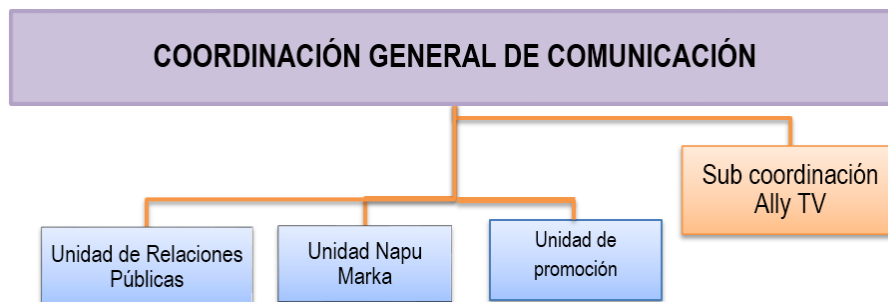 COORDINACIÓN GENERAL DE COMUNICACIÓN
Sub coordinación
Ally TV
Unidad de Relaciones
Públicas
Unidad Napu
Marka
Unidad de
promoción